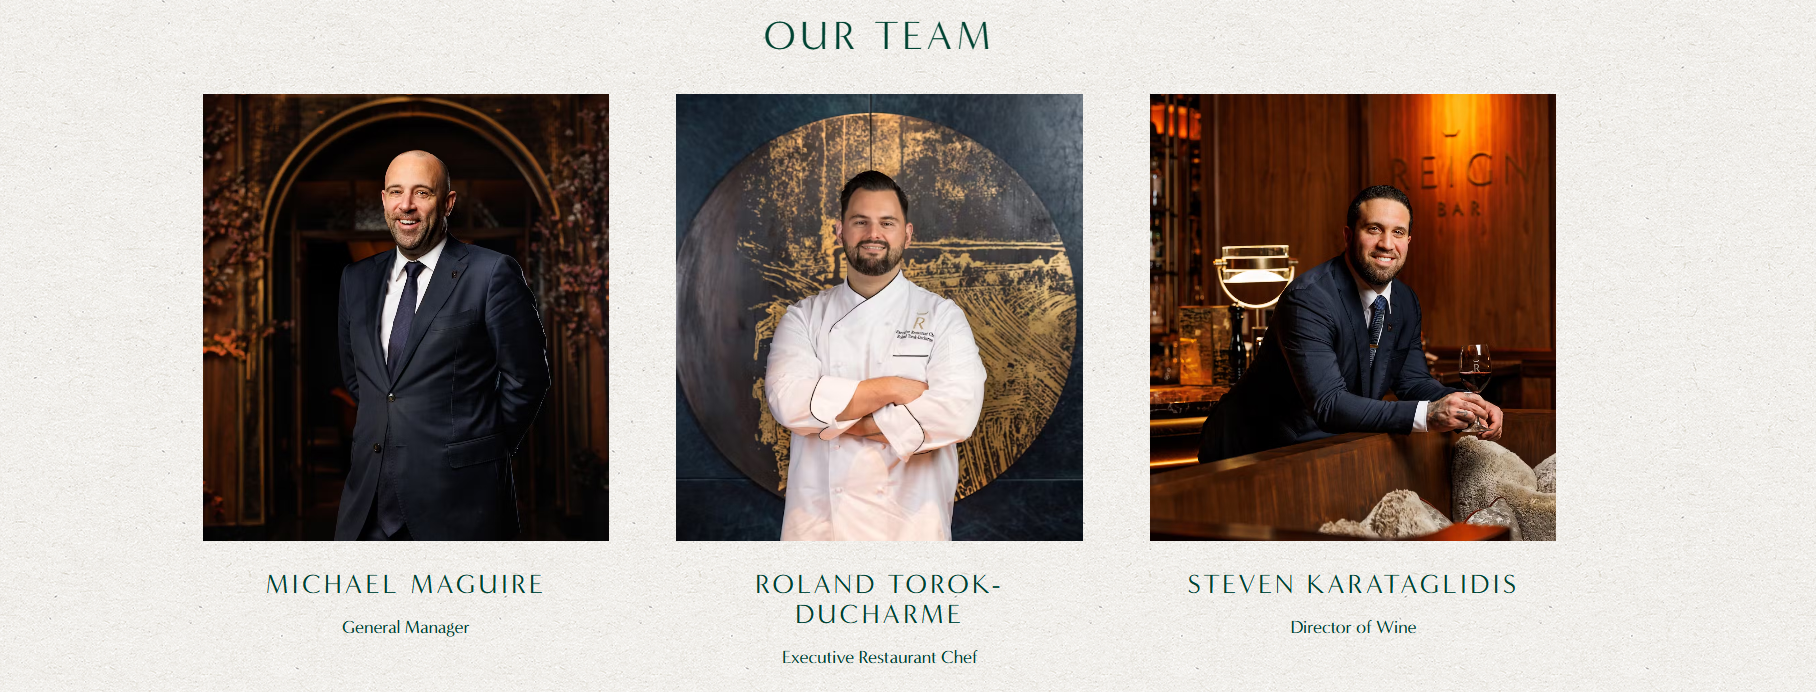 OUR TEAM
REIGN
BAR
R
R
MICHAEL MAGUIRE
General Manager
ROLAND TOROK-
DUCHARME
Executive Restaurant Chef
STEVEN KARATAGLIDIS
Director of Wine